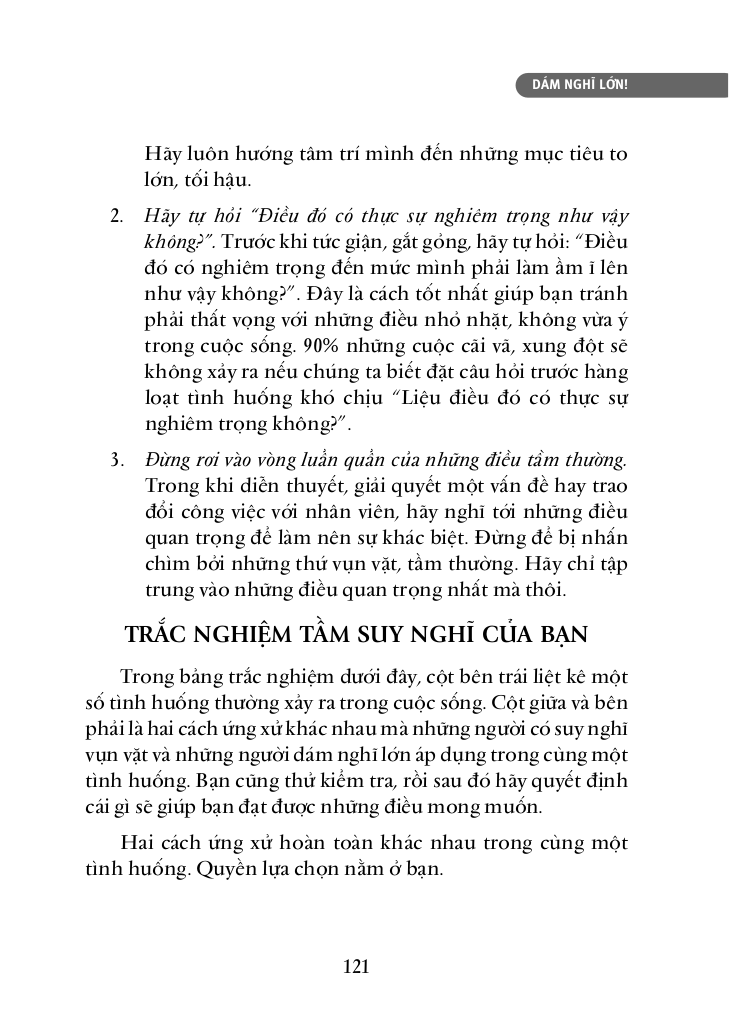 DÁM NGHĨ LỚN!
Hãy luôn hướng tâm trí mình đến những mục tiêu to
lớn, tối hậu.
2. Hãy tự hỏi “Điều đó có thực sự nghiêm trọng như vậy
không?”. Trước khi tức giận, gắt gỏng, hãy tự hỏi: “Điều
đó có nghiêm trọng đến mức mình phải làm ầm ĩ lên
như vậy không?”. Đây là cách tốt nhất giúp bạn tránh
phải thất vọng với những điều nhỏ nhặt, không vừa ý
trong cuộc sống. 90% những cuộc cãi vã, xung đột sẽ
không xảy ra nếu chúng ta biết đặt câu hỏi trước hàng
loạt tình huống khó chịu “Liệu điều đó có thực sự
nghiêm trọng không?”.
3. Đừng rơi vào vòng luẩn quẩn của những điều tầm thường.
Trong khi diễn thuyết, giải quyết một vấn đề hay trao
đổi công việc với nhân viên, hãy nghĩ tới những điều
quan trọng để làm nên sự khác biệt. Đừng để bị nhấn
chìm bởi những thứ vụn vặt, tầm thường. Hãy chỉ tập
trung vào những điều quan trọng nhất mà thôi.
TRẮC NGHIỆM TẦM SUY NGHĨ CỦA BẠN
Trong bảng trắc nghiệm dưới đây, cột bên trái liệt kê một
số tình huống thường xảy ra trong cuộc sống. Cột giữa và bên
phải là hai cách ứng xử khác nhau mà những người có suy nghĩ
vụn vặt và những người dám nghĩ lớn áp dụng trong cùng một
tình huống. Bạn cũng thử kiểm tra, rồi sau đó hãy quyết định
cái gì sẽ giúp bạn đạt được những điều mong muốn.
Hai cách ứng xử hoàn toàn khác nhau trong cùng một
tình huống. Quyền lựa chọn nằm ở bạn.
121